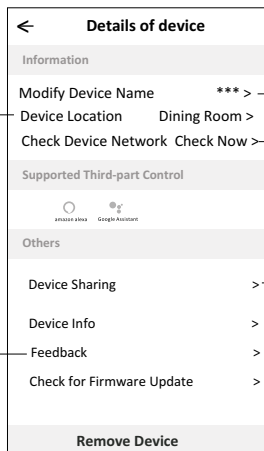 ← Details of device
Information
Modify Device Name *** >
Device Location Dining Room >
Check Device Network Check Now >
Supported Third-part Control
amazon alexa Google Assistant
Others
Device Sharing >
Device Info >
Feedback >
Check for Firmware Update >
Remove Device